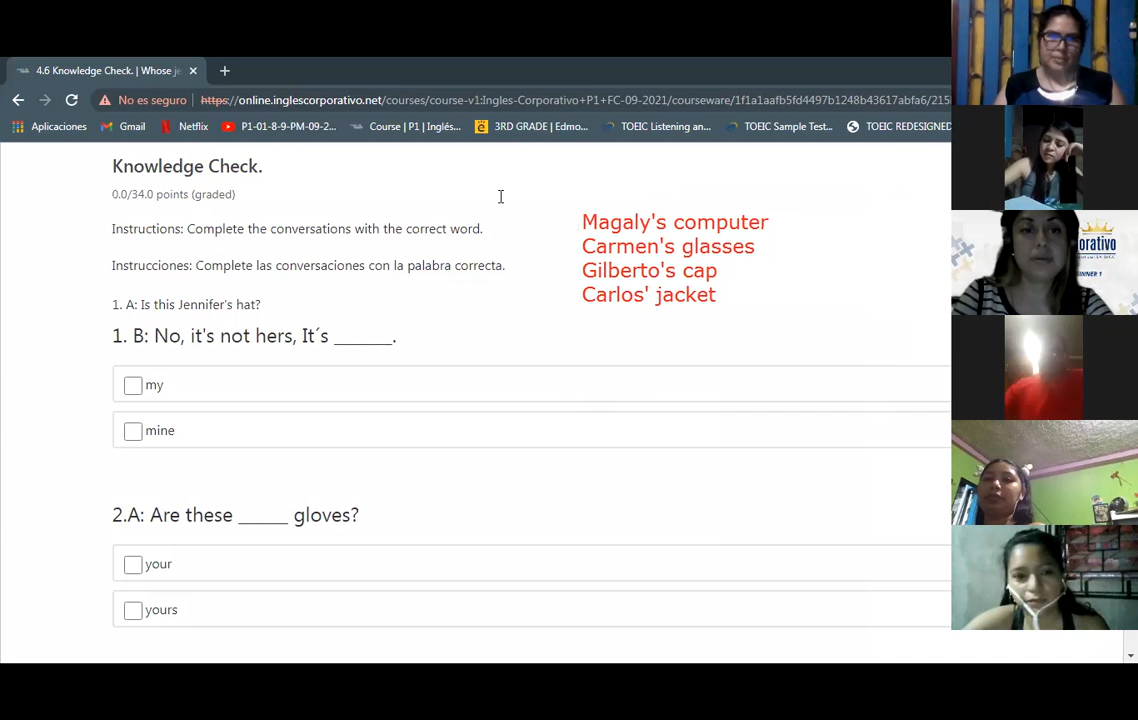 4.6 Knowledge Check. | Whose je
No es seguro
https://online.inglescorporativo.net/courses/course-v1:Ingles-Corporativo+P1+FC-09-2021/courseware/1f1a1aafb5fd4497b1248b43617abfa6/215
Aplicaciones Gmail Netflix P1-01-8-9-PM-09-2... Course | P1 | Inglés... 3RD GRADE | Edmo... TOEIC Listening an... TOEIC Sample Test... TOEIC REDESIGNED
Knowledge Check.
0.0/34.0 points (graded)
Instructions: Complete the conversations with the correct word.
Instrucciones: Complete las conversaciones con la palabra correcta.
Magaly's computer
Carmen's glasses
Gilberto's cap
Carlos' jacket
1. A: Is this Jennifer's hat?
1. B: No, it's not hers, It´s _______.
my
mine
2.A: Are these ______ gloves?
your
yours
orativo